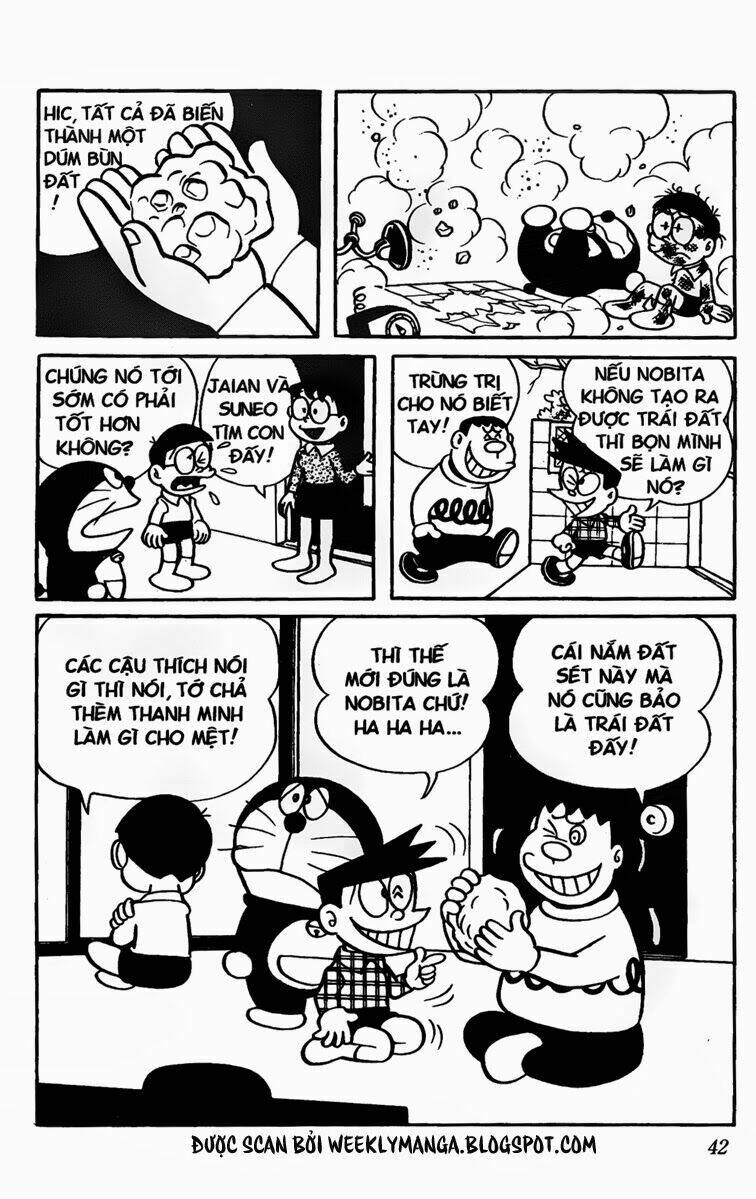 HIC, TẤT CẢ ĐÃ BIẾN
THÀNH MỘT
DÚM BÙN
ĐẤT
!
CHÚNG NÓ TỚI
SỚM CÓ PHẢI
TỐT HƠN
KHÔNG?
JAIAN VÀ
SUNEO
TÌM CON
ĐẤY!
TRỪNG TRỊ
CHO NÓ BIẾT
TAY!
NẾU NOBITA
KHÔNG TẠO RA
ĐƯỢC TRÁI ĐẤT
THÌ BỌN MÌNH
SẼ LÀM GÌ
NÓ?
CÁC CẬU THÍCH NÓI
GÌ THÌ NÓI, TỚ CHẢ
THÈM THANH MINH
LÀM GÌ CHO MỆT!
THÌ THẾ
MỚI ĐÚNG LÀ
NOBITA CHỨ!
HA HA HA...
CÁI NẮM ĐẤT
SÉT NÀY MÀ
NÓ CŨNG BẢO
LÀ TRÁI ĐẤT
ĐẤY!
ĐƯỢC SCAN BỞI WEEKLYMANGA.BLOGSPOT.COM
42